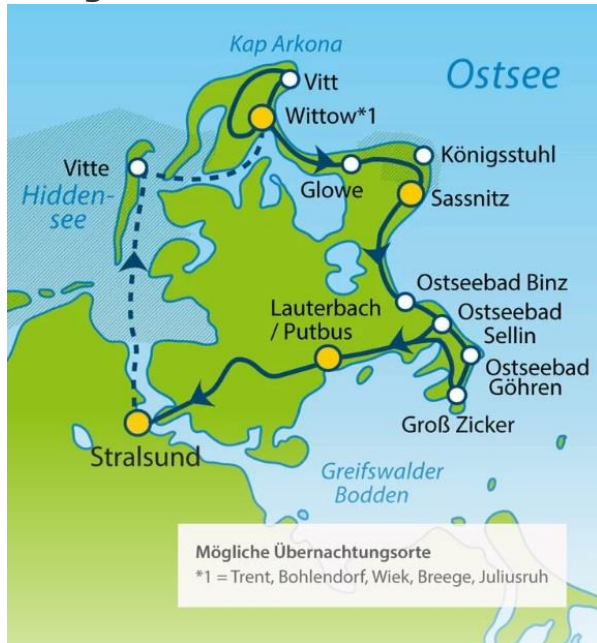 Kap Arkona
Ostsee
Vitt
Wittow*1
Königsstuhl
Vitte
Glowe
Hidden-
see
Sassnitz
Ostseebad Binz
Lauterbach
/ Putbus
Ostseebad
Sellin
Ostseebad
Göhren
Groß Zicker
Stralsund
Greifswalder
Bodden
Mögliche Übernachtungsorte
*1 = Trent, Bohlendorf, Wiek, Breege, Juliusruh